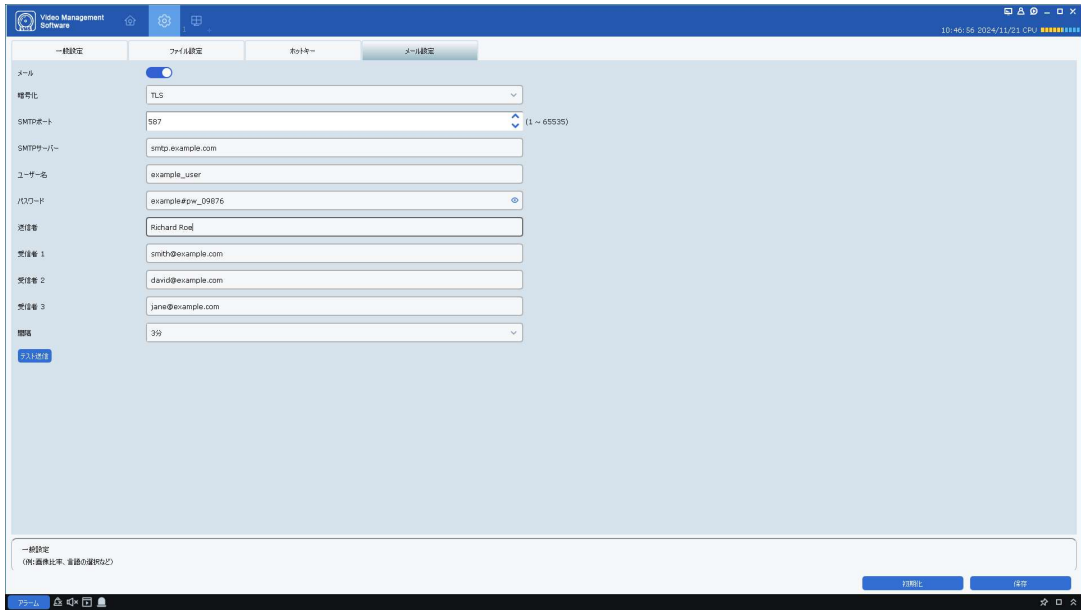 Video Management
Software
1
10:46:56 2024/11/21 CPU
一般設定 ファイル設定 ホットキー メール設定
メール
暗号化 TLS
SMTPポート 587 (1 ~ 65535)
SMTPサーバー smtp.example.com
ユーザー名 example_user
パスワード example#pw_09876
送信者 Richard Roe
受信者 1 smith@example.com
受信者 2 david@example.com
受信者 3 jane@example.com
間隔 3分
テスト送信
一般設定
(例:画像比率、言語の選択など)
初期化 保存
アラーム